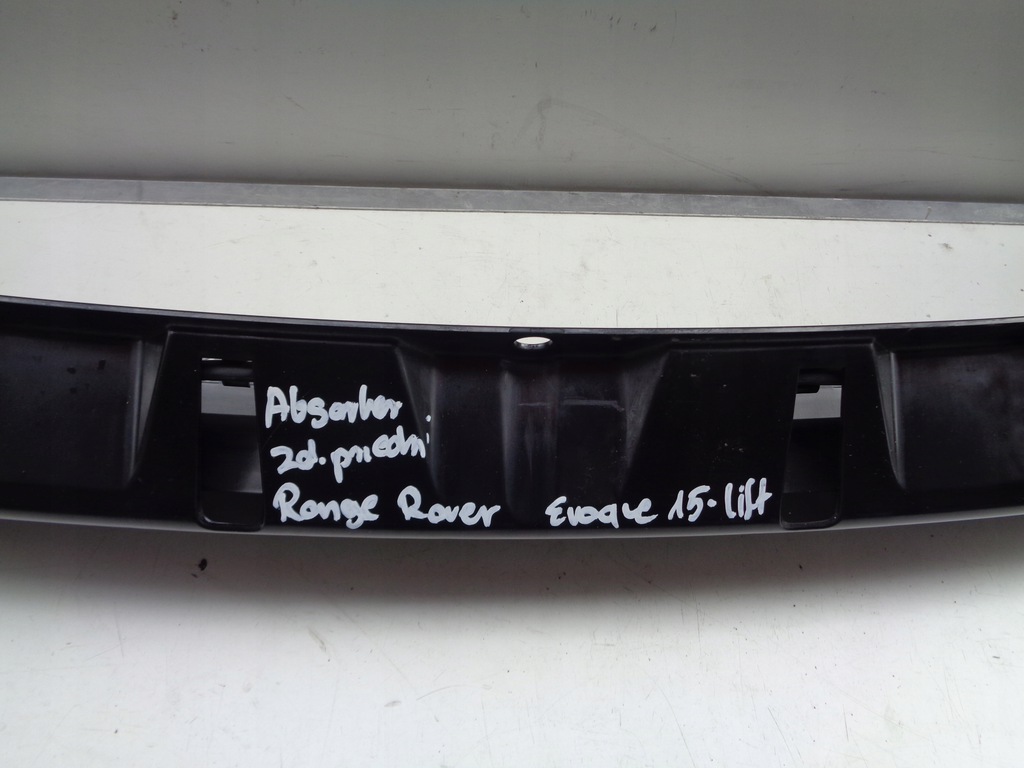 Absorber
zd. przedni
Range Rover Evoque 15-lift